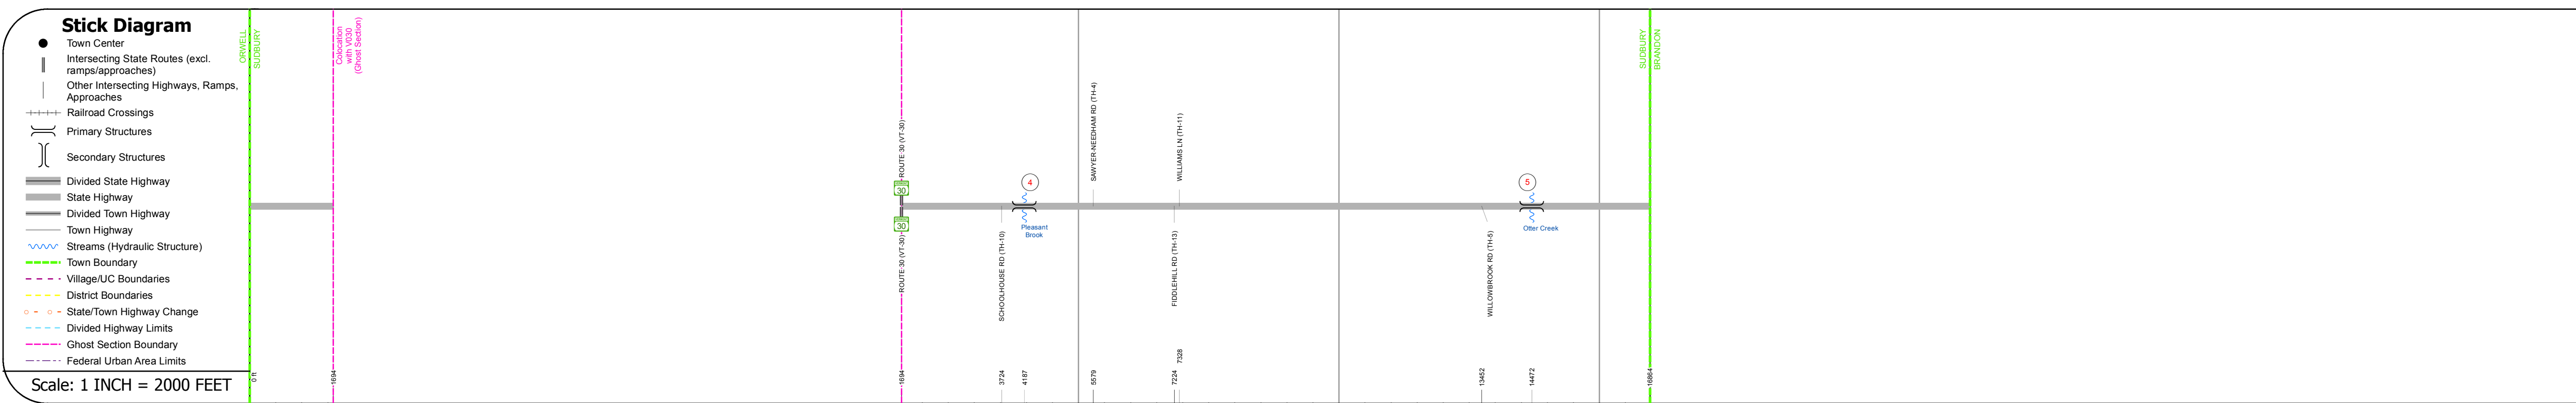 Stick Diagram
Town Center
Intersecting State Routes (excl.
ramps/approaches)
Other Intersecting Highways, Ramps,
Approaches
Railroad Crossings
Primary Structures
Secondary Structures
Divided State Highway
State Highway
Divided Town Highway
Town Highway
Streams (Hydraulic Structure)
Town Boundary
Village/UC Boundaries
District Boundaries
State/Town Highway Change
Divided Highway Limits
Ghost Section Boundary
Federal Urban Area Limits
Scale: 1 INCH = 2000 FEET
ORWELL
SUDBURY
Colocation
with V030
(Ghost Section)
ROUTE-30 (VT-30)
30
30
ROUTE-30 (VT-30)
SCHOOLHOUSE RD (TH-10)
4
Pleasant
Brook
SAWYER-NEEDHAM RD (TH-4)
FIDDLEHILL RD (TH-13)
WILLIAMS LN (TH-11)
WILLOWBROOK RD (TH-5)
5
Otter Creek
SUDBURY
BRANDON
0 ft
1694
1694
3724
4187
5579
7224
7328
13452
14472
16864